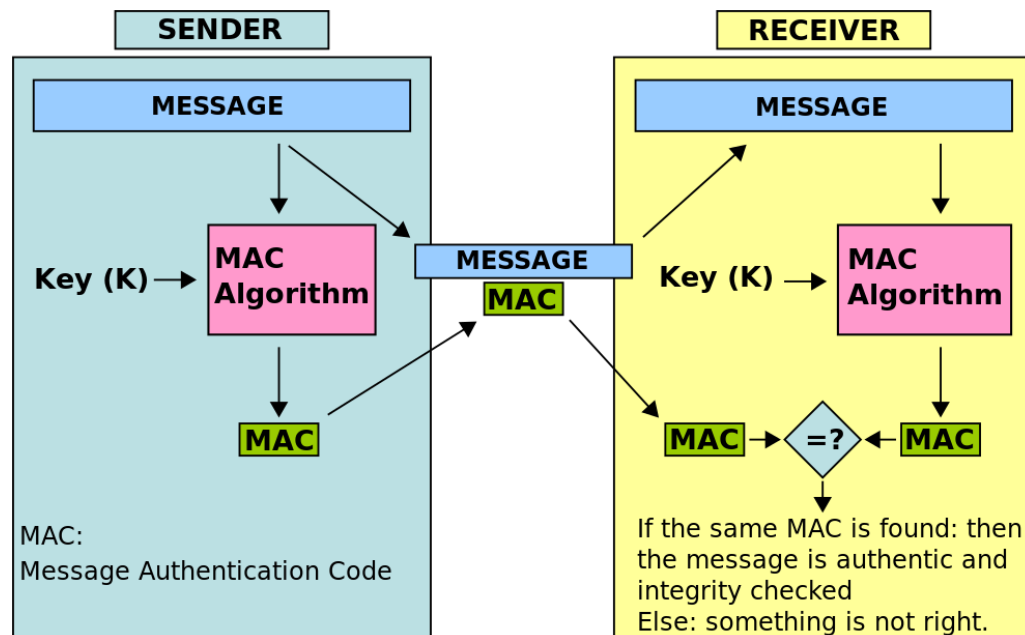 SENDER
MESSAGE
Key (K)
MAC
Algorithm
MAC
MAC:
Message Authentication Code
MESSAGE
MAC
RECEIVER
MESSAGE
Key (K)
MAC
Algorithm
MAC
=?
MAC
If the same MAC is found: then
the message is authentic and
integrity checked
Else: something is not right.